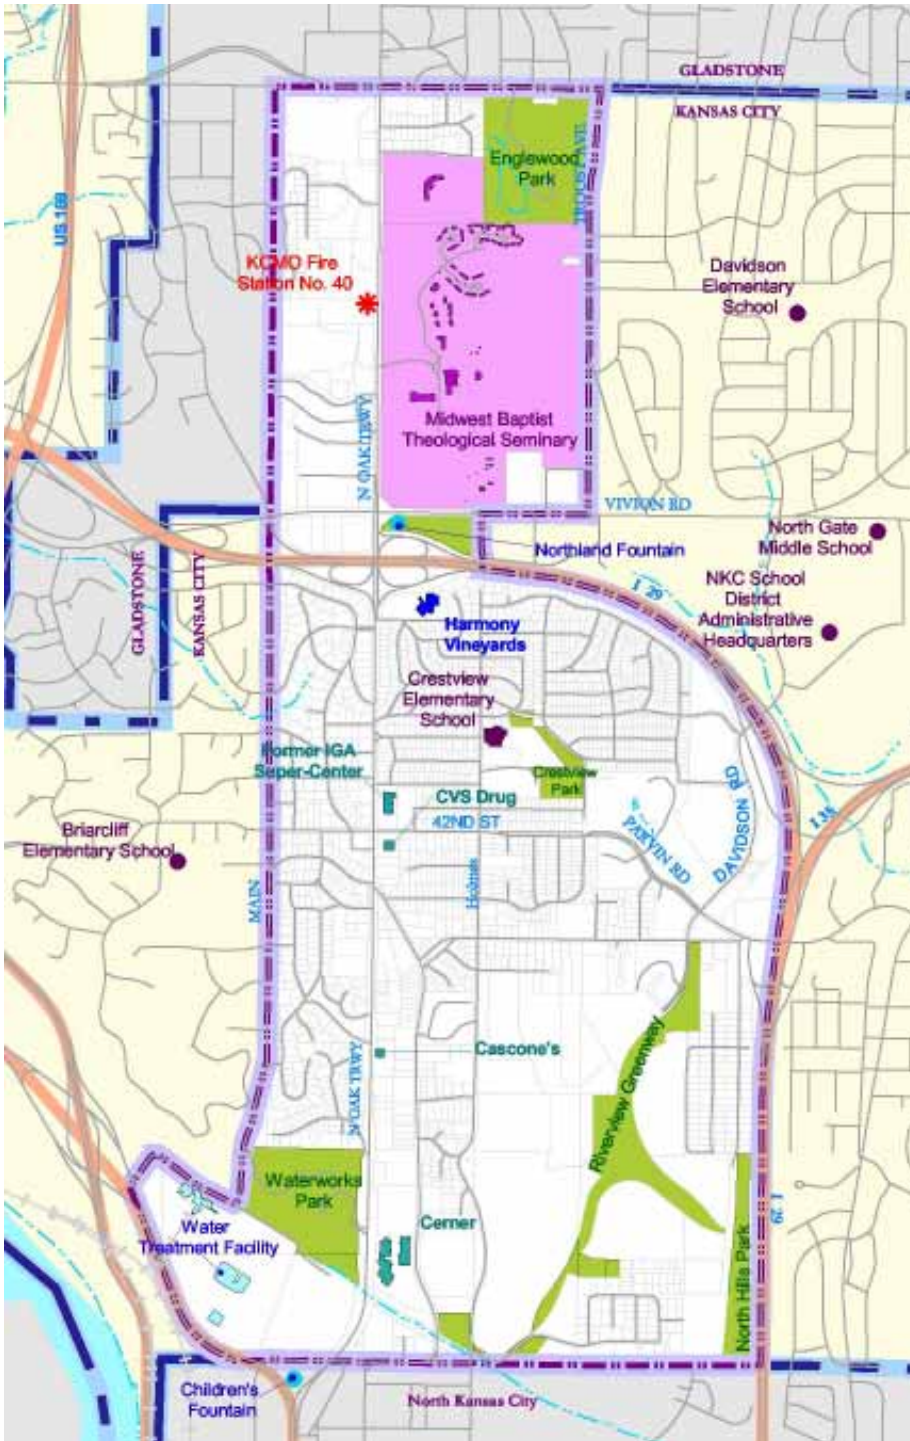 GLADSTONE
KANSAS CITY
Englewood
Park
TROOST AVE
US 169
KCMO Fire
Station No. 40
Davidson
Elementary
School
N OAK TRWY
Midwest Baptist
Theological Seminary
VIVION RD
North Gate
Middle School
Northland Fountain
GLADSTONE
KANSAS CITY
I 29
NKC School
District
Administrative
Headquarters
Harmony
Vineyards
Crestview
Elementary
School
Former IGA
Super-Center
Crestview
Park
CVS Drug
42ND ST
DAVIDSON RD
PARVIN RD
I 35
Briarcliff
Elementary School
Holmes
MAIN
Cascone's
N OAK TRWY
Riverview Greenway
Waterworks
Park
Water
Treatment Facility
Cerner
I 29
North Hills Park
Children's
Fountain
North Kansas City